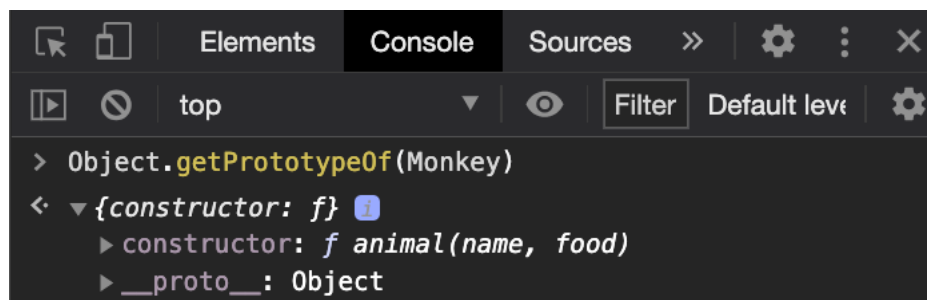 Elements Console Sources »
top Filter Default leve
> Object.getPrototypeOf(Monkey)
{constructor: ƒ} i
constructor: ƒ animal(name, food)
__proto__: Object